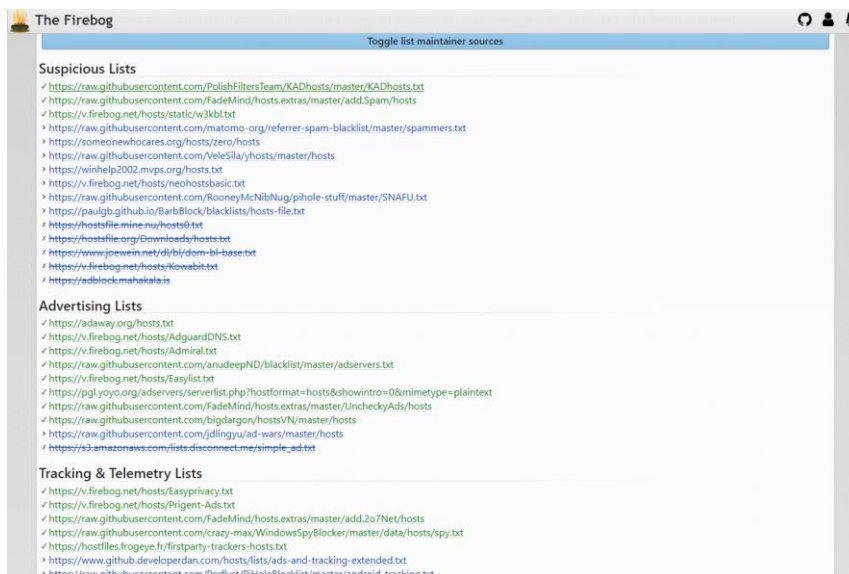 The Firebog
Toggle list maintainer sources
Suspicious Lists
✓ https://raw.githubusercontent.com/PolishFiltersTeam/KADhosts/master/KADhosts.txt
✓ https://raw.githubusercontent.com/FadeMind/hosts.extras/master/add.Spam/hosts
✓ https://v.firebog.net/hosts/static/w3kbl.txt
› https://raw.githubusercontent.com/matomo-org/referrer-spam-blacklist/master/spammers.txt
› https://someonewhocares.org/hosts/zero/hosts
› https://raw.githubusercontent.com/VeleSila/yhosts/master/hosts
› https://winhelp2002.mvps.org/hosts.txt
› https://v.firebog.net/hosts/neohostsbasic.txt
› https://raw.githubusercontent.com/RooneyMcNibNug/pihole-stuff/master/SNAFU.txt
› https://paulgb.github.io/BarbBlock/blacklists/hosts-file.txt
✗ https://hostsfile.mine.nu/hosts0.txt
✗ https://hostsfile.org/Downloads/hosts.txt
✗ https://www.joewein.net/dl/bl/dom-bl-base.txt
✗ https://v.firebog.net/hosts/Kowabit.txt
✗ https://adblock.mahakala.is
Advertising Lists
✓ https://adaway.org/hosts.txt
✓ https://v.firebog.net/hosts/AdguardDNS.txt
✓ https://v.firebog.net/hosts/Admiral.txt
✓ https://raw.githubusercontent.com/anudeepND/blacklist/master/adservers.txt
✓ https://v.firebog.net/hosts/Easylist.txt
✓ https://pgl.yoyo.org/adservers/serverlist.php?hostformat=hosts&showintro=0&mimetype=plaintext
✓ https://raw.githubusercontent.com/FadeMind/hosts.extras/master/UncheckyAds/hosts
✓ https://raw.githubusercontent.com/bigdargon/hostsVN/master/hosts
› https://raw.githubusercontent.com/jdlingyu/ad-wars/master/hosts
✗ https://s3.amazonaws.com/lists.disconnect.me/simple_ad.txt
Tracking & Telemetry Lists
✓ https://v.firebog.net/hosts/Easyprivacy.txt
✓ https://v.firebog.net/hosts/Prigent-Ads.txt
✓ https://raw.githubusercontent.com/FadeMind/hosts.extras/master/add.2o7Net/hosts
✓ https://raw.githubusercontent.com/crazy-max/WindowsSpyBlocker/master/data/hosts/spy.txt
✓ https://hostfiles.frogeye.fr/firstparty-trackers-hosts.txt
› https://www.github.developerdan.com/hosts/lists/ads-and-tracking-extended.txt
› https://raw.githubusercontent.com/Perflyst/PiHoleBlocklist/master/android-tracking.txt